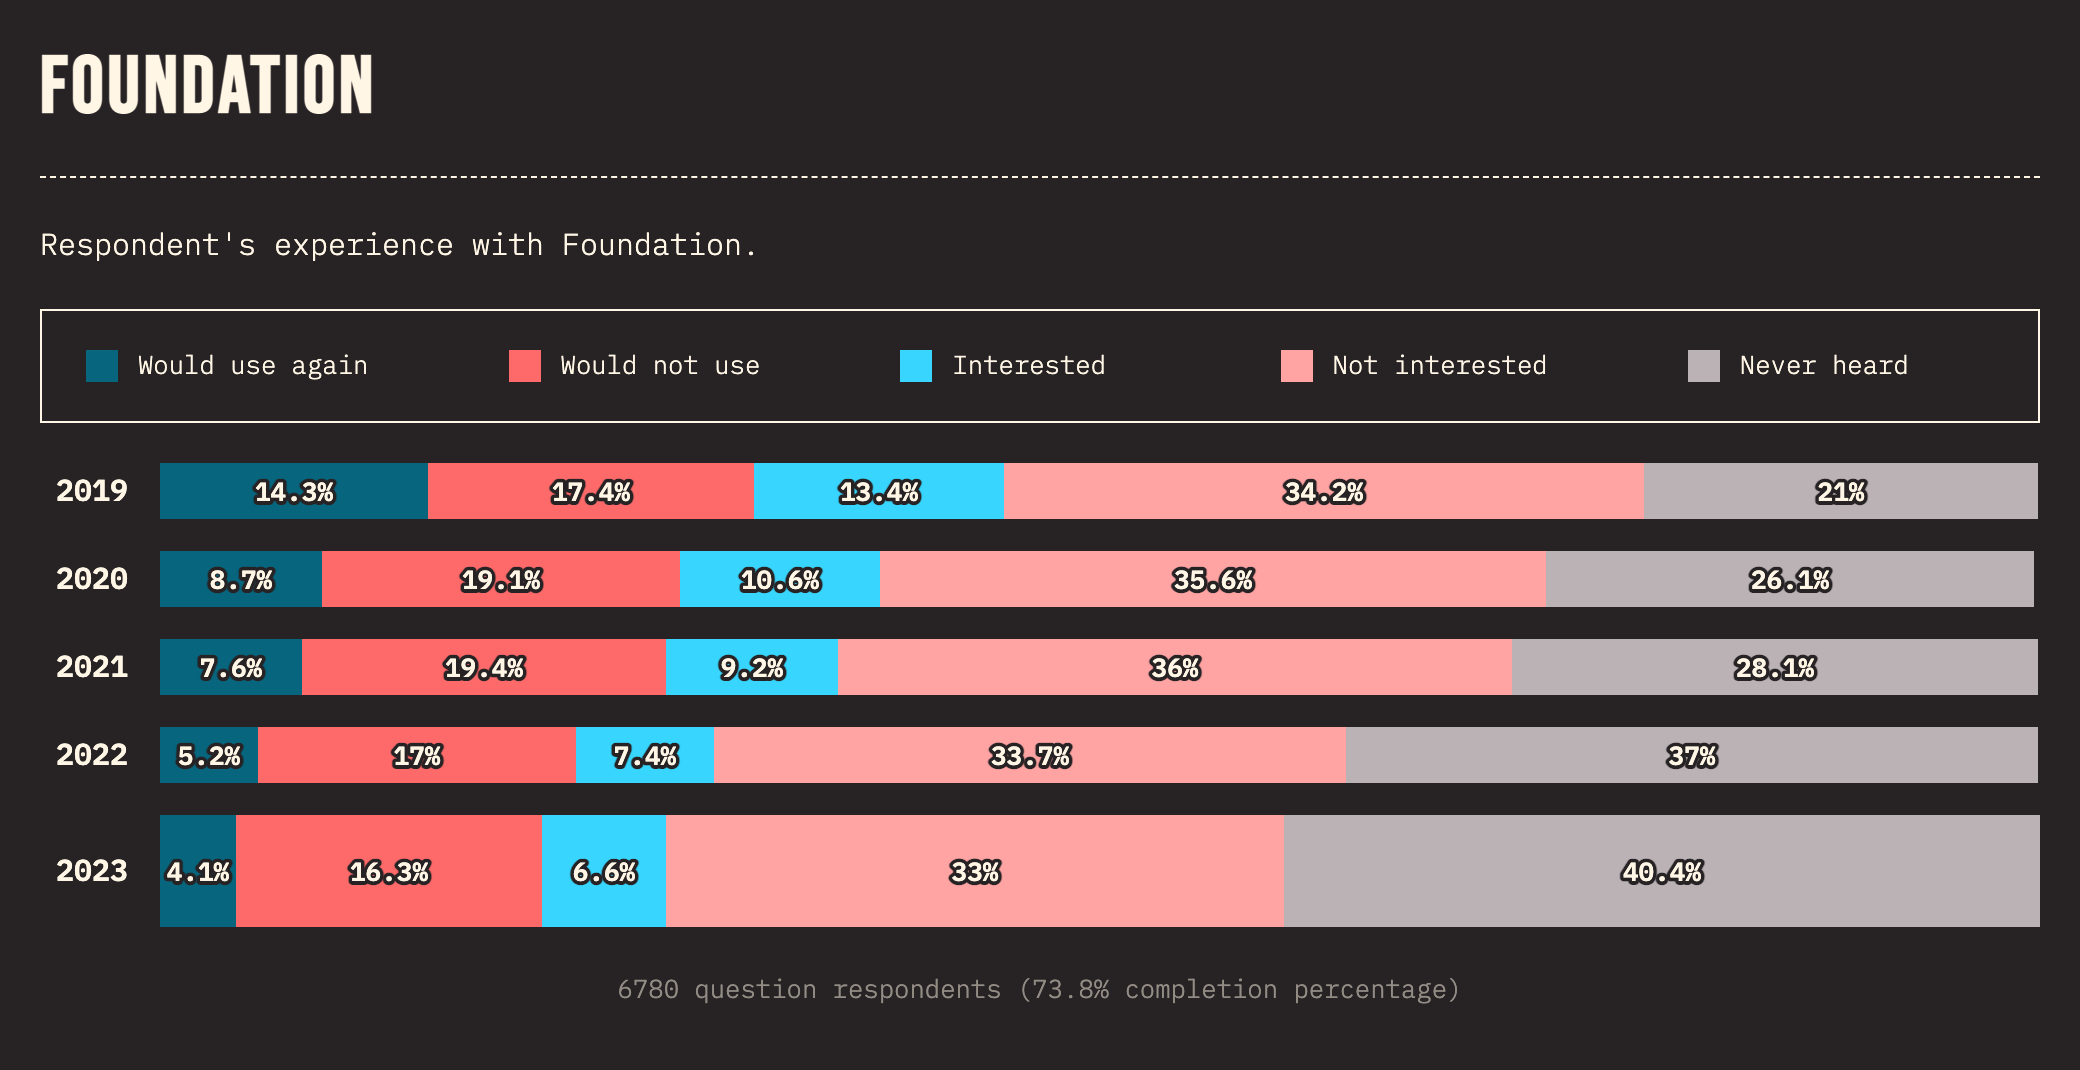 FOUNDATION
Respondent's experience with Foundation.
Would use again Would not use Interested Not interested Never heard
2019 14.3% 17.4% 13.4% 34.2% 21%
2020 8.7% 19.1% 10.6% 35.6% 26.1%
2021 7.6% 19.4% 9.2% 36% 28.1%
2022 5.2% 17% 7.4% 33.7% 37%
2023 4.1% 16.3% 6.6% 33% 40.4%
6780 question respondents (73.8% completion percentage)